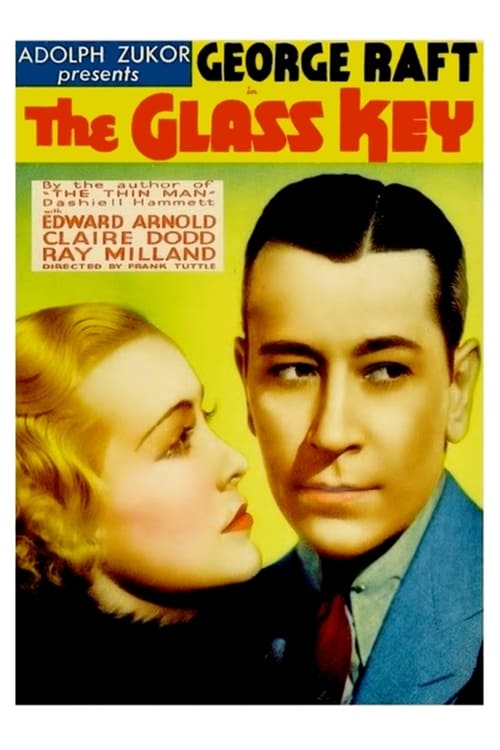 ADOLPH ZUKOR
presents
GEORGE RAFT
in
THE GLASS KEY
By the author of
"THE THIN MAN"
Dashiell Hammett
with
EDWARD ARNOLD
CLAIRE DODD
RAY MILLAND
DIRECTED BY FRANK TUTTLE